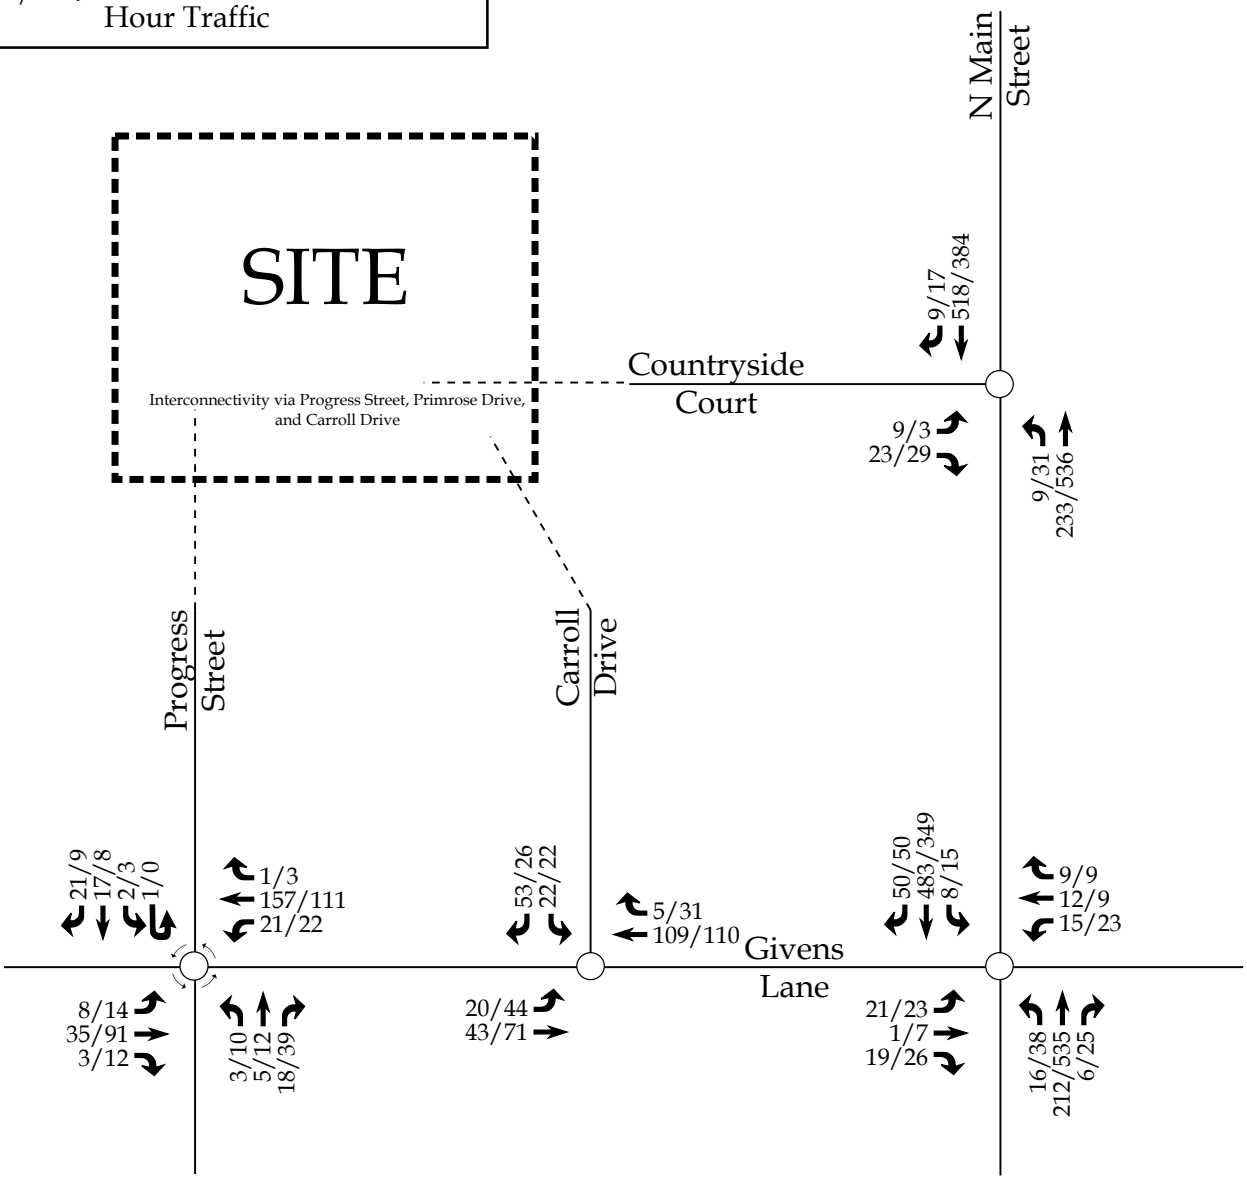 Hour Traffic
N Main
Street
SITE
9/17
518/384
Countryside
Court
Interconnectivity via Progress Street, Primrose Drive,
and Carroll Drive
9/3
23/29
9/31
233/536
Progress
Street
Carroll
Drive
21/9
17/8
2/3
1/0
1/3
157/111
21/22
53/26
22/22
5/31
109/110
Givens
Lane
50/50
483/349
8/15
9/9
12/9
15/23
8/14
35/91
3/12
3/10
5/12
18/39
20/44
43/71
21/23
1/7
19/26
16/38
212/535
6/25